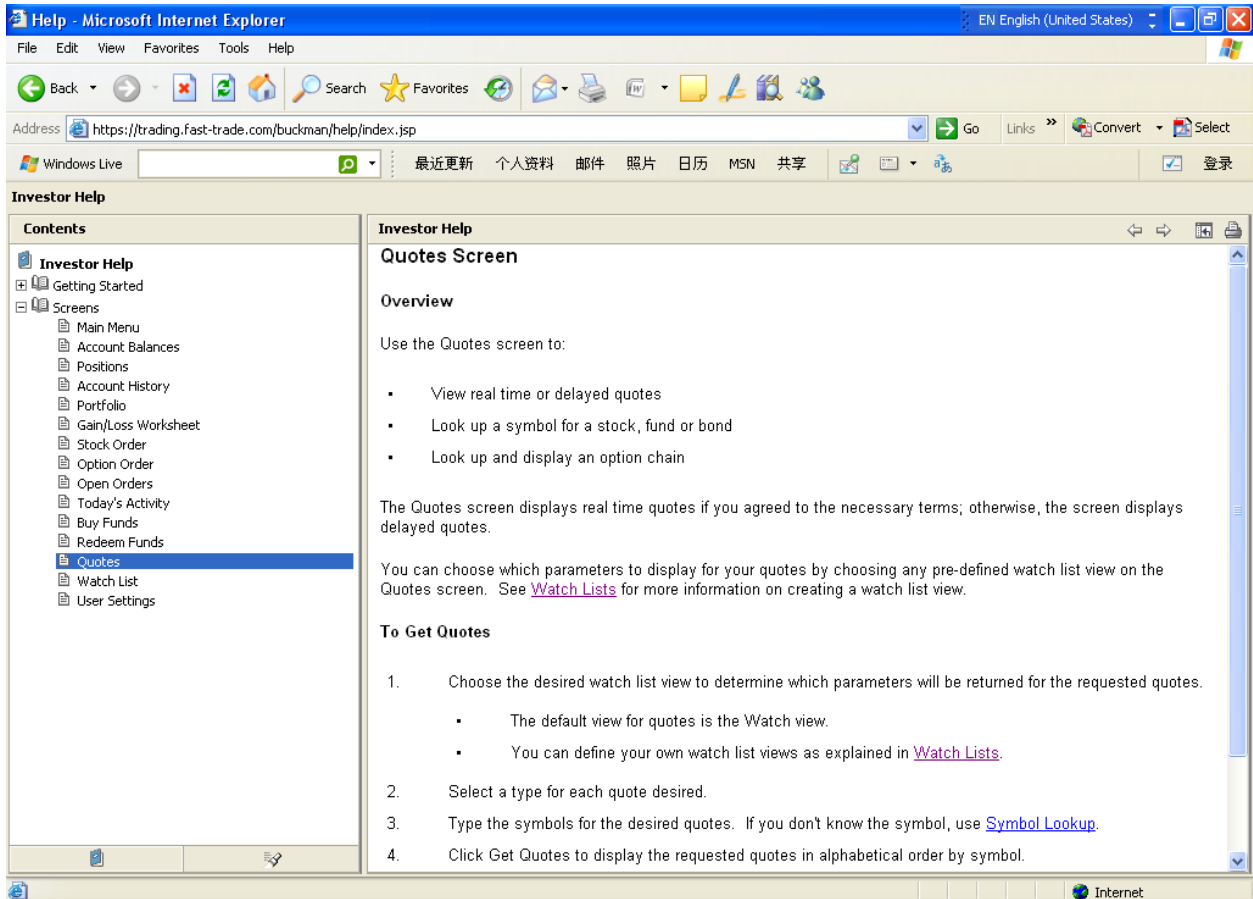 Help - Microsoft Internet Explorer
EN English (United States)
File Edit View Favorites Tools Help
Back Search Favorites
Address https://trading.fast-trade.com/buckman/help/index.jsp Go Links » Convert Select
Windows Live 最近更新 个人资料 邮件 照片 日历 MSN 共享 登录
Investor Help
Contents
Investor Help
Getting Started
Screens
Main Menu
Account Balances
Positions
Account History
Portfolio
Gain/Loss Worksheet
Stock Order
Option Order
Open Orders
Today's Activity
Buy Funds
Redeem Funds
Quotes
Watch List
User Settings
Investor Help
Quotes Screen
Overview
Use the Quotes screen to:
▪ View real time or delayed quotes
▪ Look up a symbol for a stock, fund or bond
▪ Look up and display an option chain
The Quotes screen displays real time quotes if you agreed to the necessary terms; otherwise, the screen displays
delayed quotes.
You can choose which parameters to display for your quotes by choosing any pre-defined watch list view on the
Quotes screen. See Watch Lists for more information on creating a watch list view.
To Get Quotes
1. Choose the desired watch list view to determine which parameters will be returned for the requested quotes.
▪ The default view for quotes is the Watch view.
▪ You can define your own watch list views as explained in Watch Lists.
2. Select a type for each quote desired.
3. Type the symbols for the desired quotes. If you don't know the symbol, use Symbol Lookup.
4. Click Get Quotes to display the requested quotes in alphabetical order by symbol.
Internet